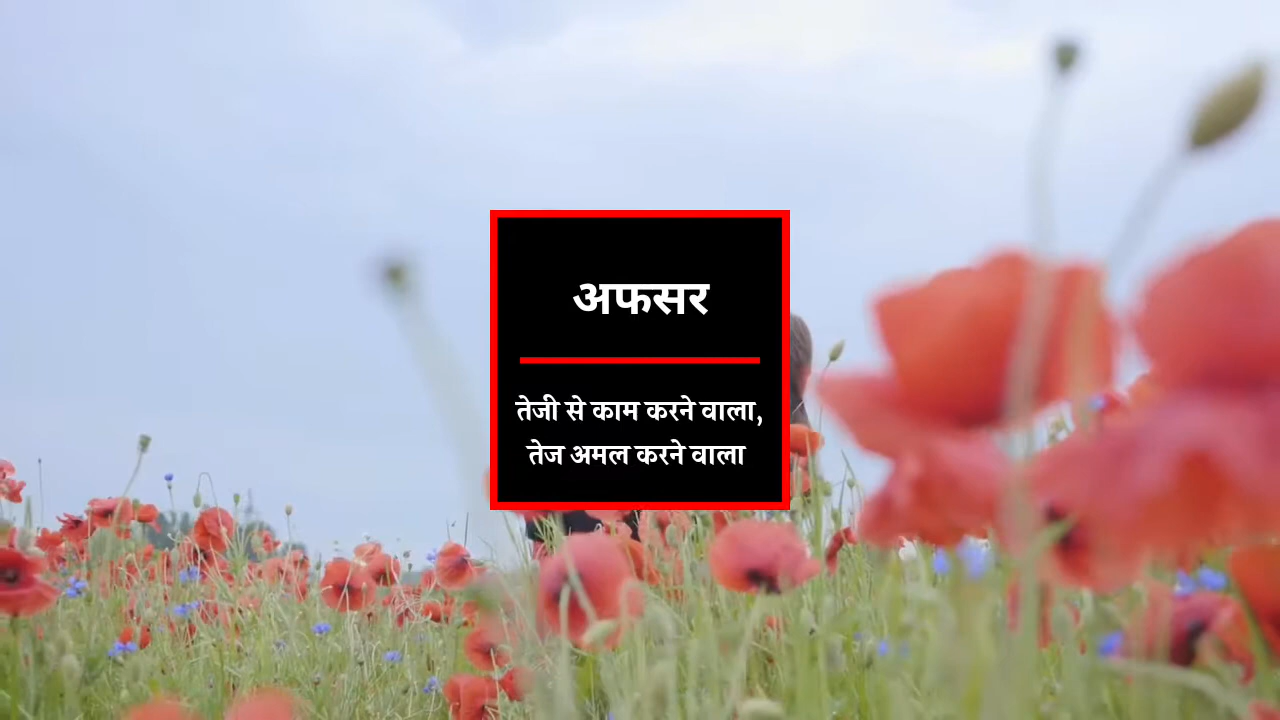 अफसर
तेजी से काम करने वाला,
तेज अमल करने वाला